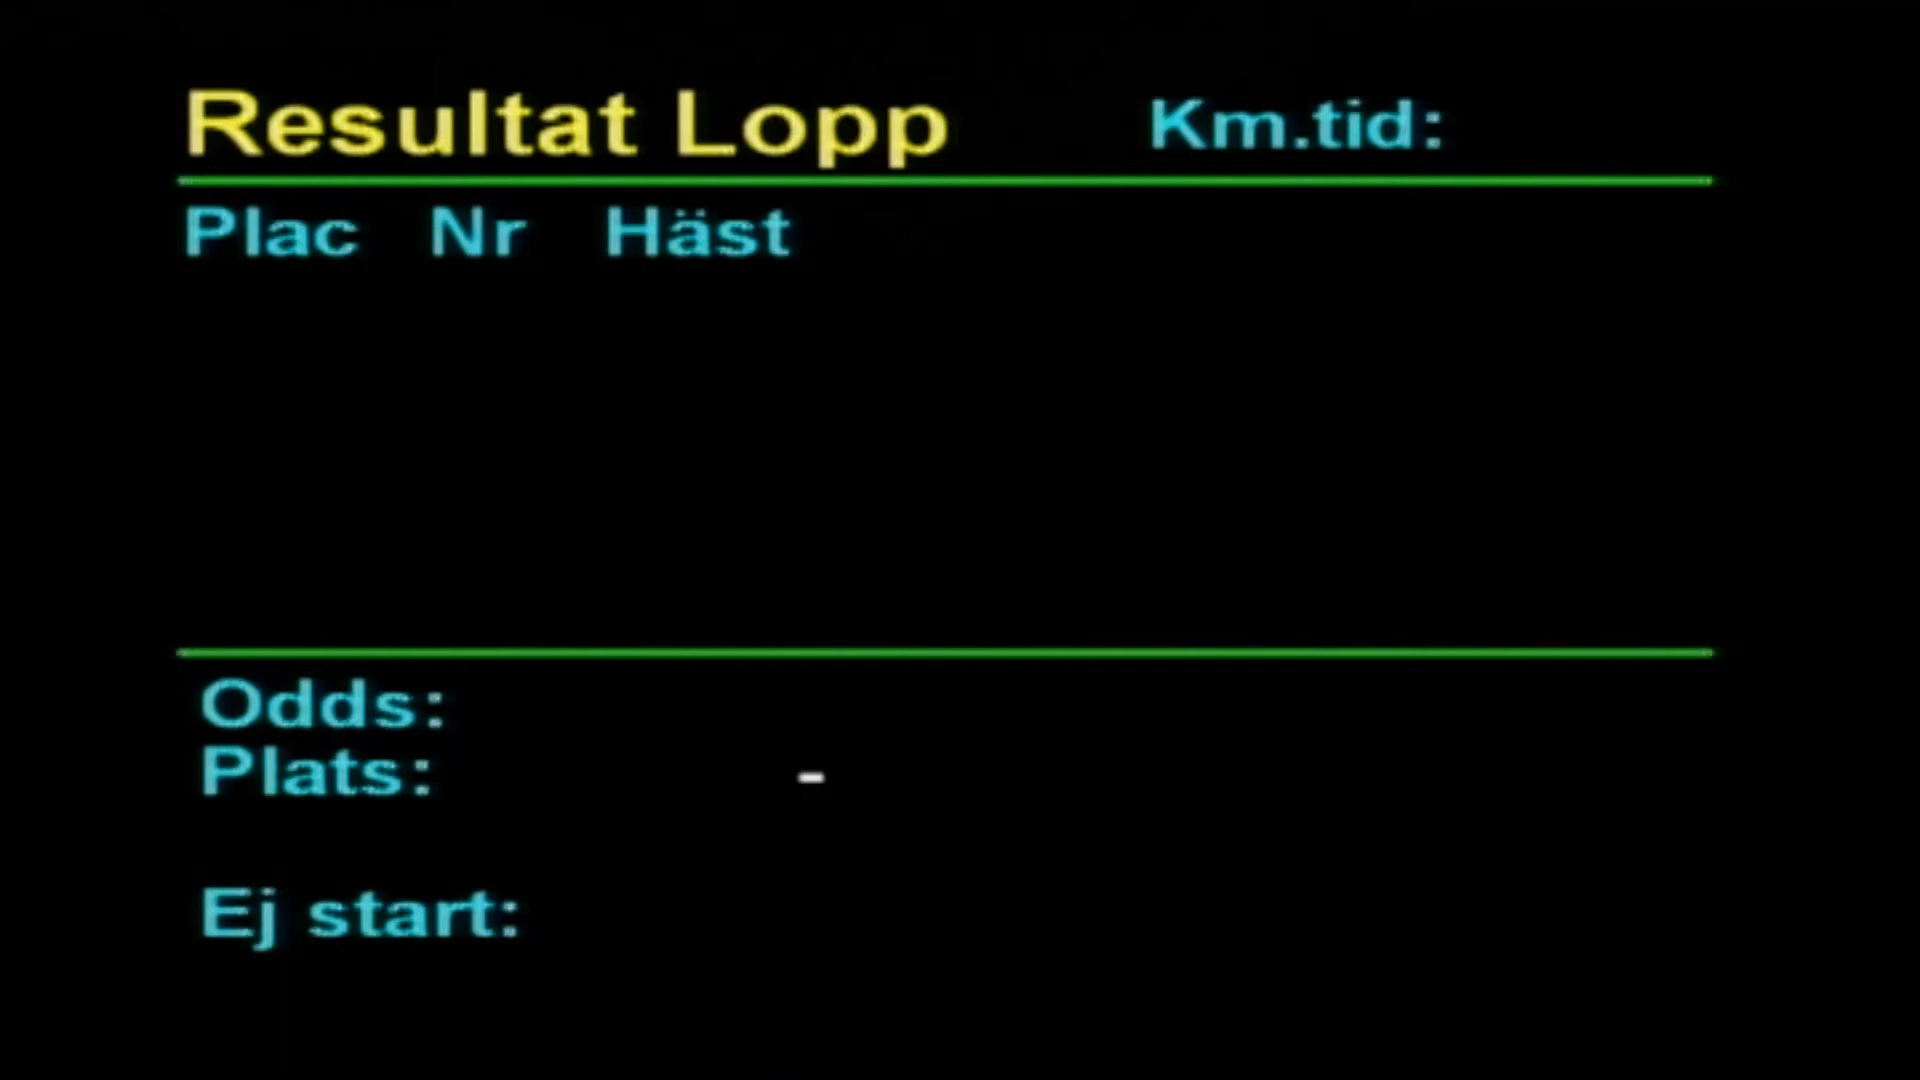 Resultat Lopp Km.tid:
Plac Nr Häst
Odds:
Plats: -
Ej start: